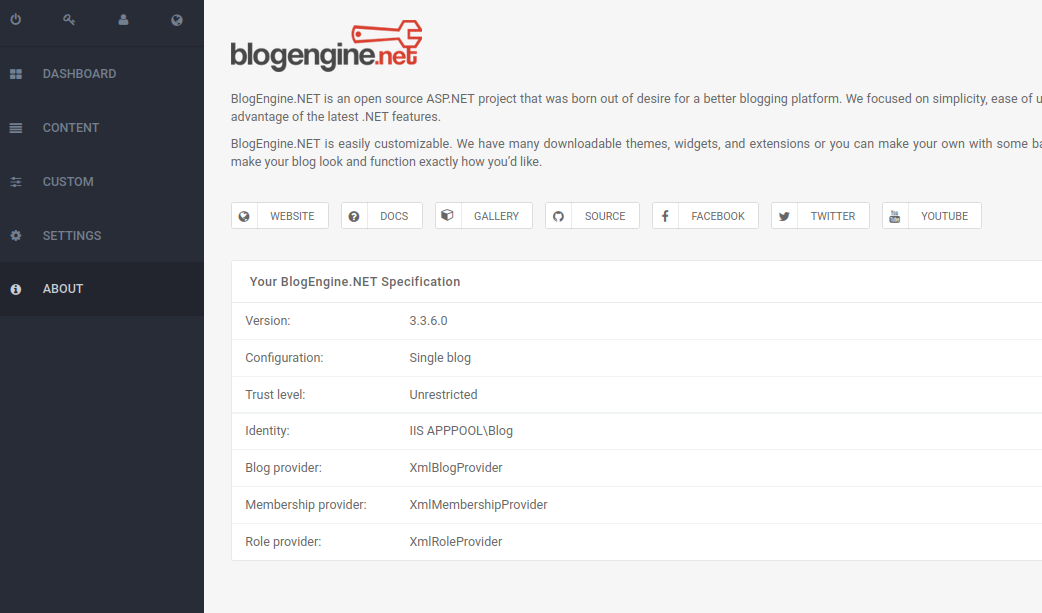 DASHBOARD
CONTENT
CUSTOM
SETTINGS
ABOUT
blogengine.net
BlogEngine.NET is an open source ASP.NET project that was born out of desire for a better blogging platform. We focused on simplicity, ease of
advantage of the latest .NET features.
BlogEngine.NET is easily customizable. We have many downloadable themes, widgets, and extensions or you can make your own with some
make your blog look and function exactly how you’d like.
WEBSITE DOCS GALLERY SOURCE FACEBOOK TWITTER YOUTUBE
Your BlogEngine.NET Specification
Version: 3.3.6.0
Configuration: Single blog
Trust level: Unrestricted
Identity: IIS APPPOOL\Blog
Blog provider: XmlBlogProvider
Membership provider: XmlMembershipProvider
Role provider: XmlRoleProvider